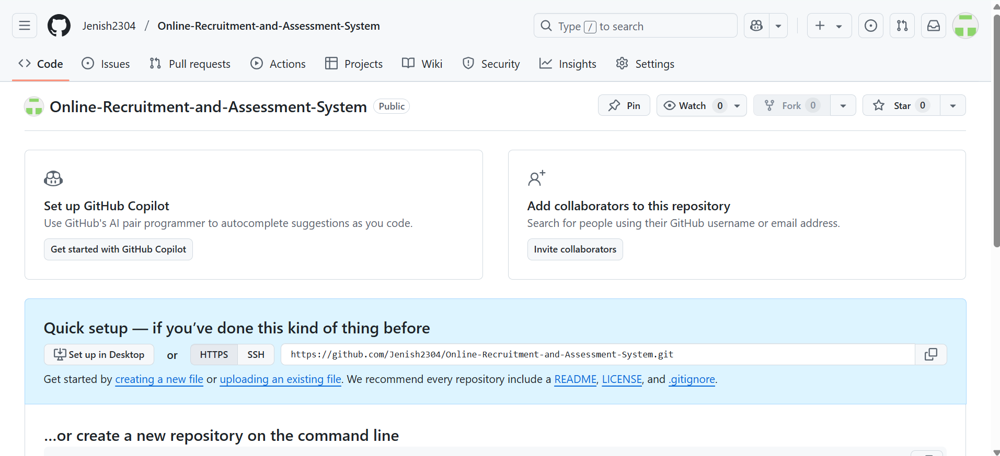 Jenish2304 / Online-Recruitment-and-Assessment-System
Type / to search
Code Issues Pull requests Actions Projects Wiki Security Insights Settings
Online-Recruitment-and-Assessment-System Public
Pin Watch 0 Fork 0 Star 0
Set up GitHub Copilot
Use GitHub's AI pair programmer to autocomplete suggestions as you code.
Get started with GitHub Copilot
Add collaborators to this repository
Search for people using their GitHub username or email address.
Invite collaborators
Quick setup — if you’ve done this kind of thing before
Set up in Desktop or HTTPS SSH https://github.com/Jenish2304/Online-Recruitment-and-Assessment-System.git
Get started by creating a new file or uploading an existing file. We recommend every repository include a README, LICENSE, and .gitignore.
…or create a new repository on the command line